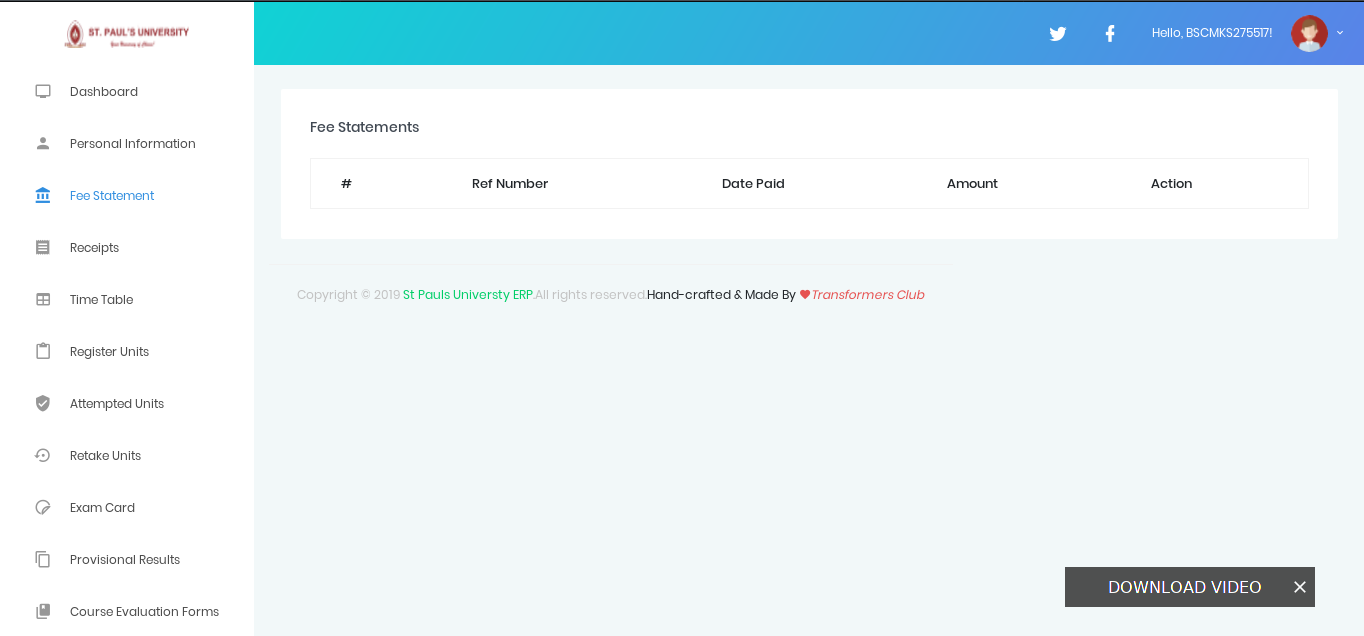 ST. PAUL'S UNIVERSITY
Hello, BSCMKS275517!
Dashboard
Personal Information
Fee Statement
Receipts
Time Table
Register Units
Attempted Units
Retake Units
Exam Card
Provisional Results
Course Evaluation Forms
Fee Statements
# Ref Number Date Paid Amount Action
Copyright © 2019 St Pauls Universty ERP.All rights reserved.Hand-crafted & Made By Transformers Club
DOWNLOAD VIDEO